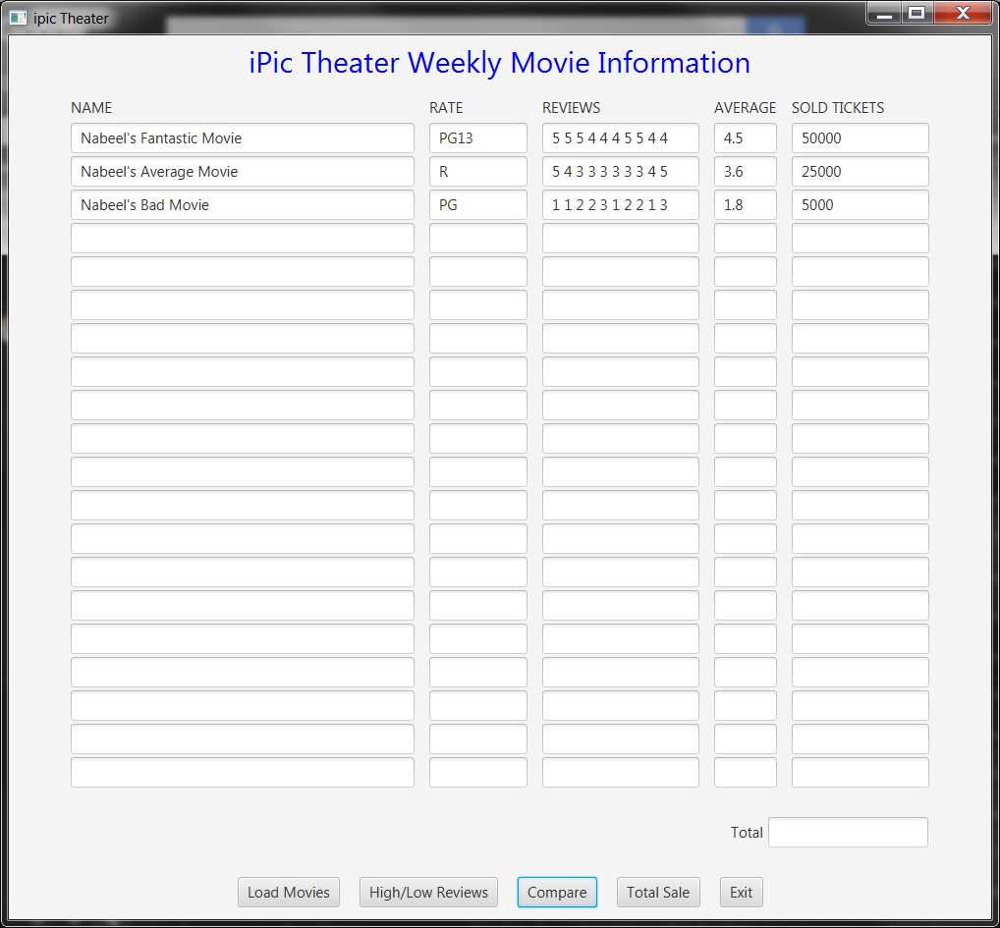 ipic Theater
iPic Theater Weekly Movie Information
NAME RATE REVIEWS AVERAGE SOLD TICKETS
Nabeel's Fantastic Movie PG13 5 5 5 4 4 4 5 5 4 4 4.5 50000
Nabeel's Average Movie R 5 4 3 3 3 3 3 3 4 5 3.6 25000
Nabeel's Bad Movie PG 1 1 2 2 3 1 2 2 1 3 1.8 5000
Total
Load Movies High/Low Reviews Compare Total Sale Exit